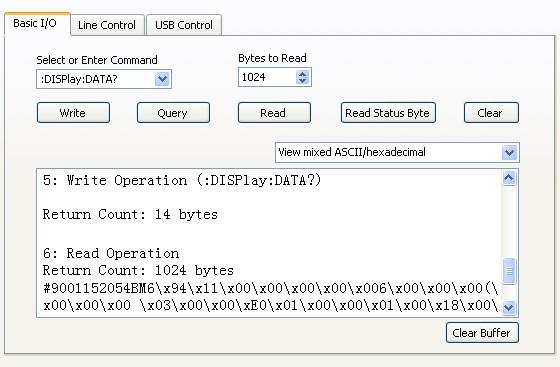 Basic I/O
Line Control
USB Control
Select or Enter Command
Bytes to Read
:DISPlay:DATA?
1024
Write
Query
Read
Read Status Byte
Clear
View mixed ASCII/hexadecimal
5: Write Operation (:DISPlay:DATA?)
Return Count: 14 bytes
6: Read Operation
Return Count: 1024 bytes
#9001152054BM6\x94\x11\x00\x00\x00\x00\x006\x00\x00\x00(\
x00\x00\x00 \x03\x00\x00\xE0\x01\x00\x00\x01\x00\x18\x00\
Clear Buffer